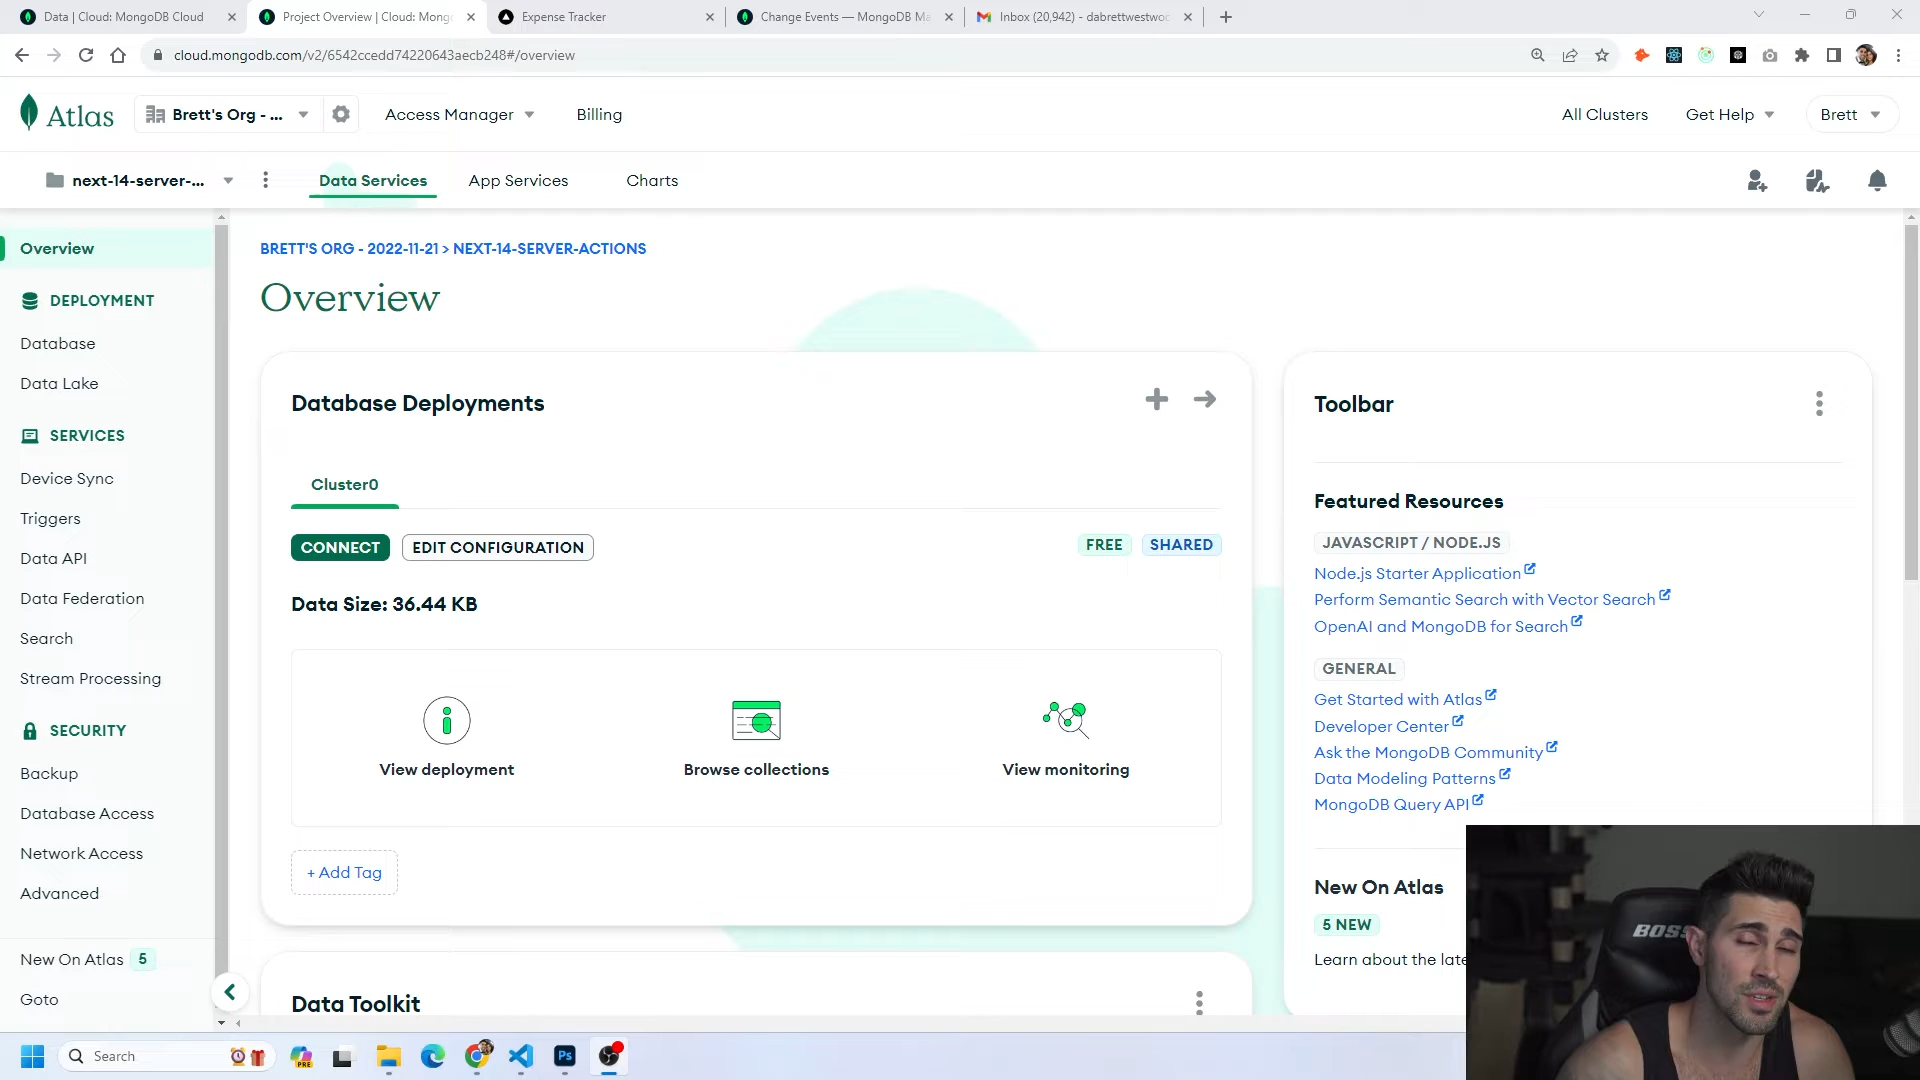 Data | Cloud: MongoDB Cloud
Project Overview | Cloud: Mong
Expense Tracker
Change Events — MongoDB Ma
Inbox (20,942) - dabrettwestwoo
cloud.mongodb.com/v2/6542ccedd74220643aecb248#/overview
Atlas
Brett's Org - ...
Access Manager
Billing
All Clusters
Get Help
Brett
next-14-server-...
Data Services
App Services
Charts
Overview
DEPLOYMENT
Database
Data Lake
SERVICES
Device Sync
Triggers
Data API
Data Federation
Search
Stream Processing
SECURITY
Backup
Database Access
Network Access
Advanced
New On Atlas 5
Goto
BRETT'S ORG - 2022-11-21 > NEXT-14-SERVER-ACTIONS
Overview
Database Deployments
Cluster0
CONNECT
EDIT CONFIGURATION
FREE
SHARED
Data Size: 36.44 KB
View deployment
Browse collections
View monitoring
+ Add Tag
Data Toolkit
Toolbar
Featured Resources
JAVASCRIPT / NODE.JS
Node.js Starter Application
Perform Semantic Search with Vector Search
OpenAI and MongoDB for Search
GENERAL
Get Started with Atlas
Developer Center
Ask the MongoDB Community
Data Modeling Patterns
MongoDB Query API
New On Atlas
5 NEW
Learn about the late
BOSS
Search
PRE
Ps